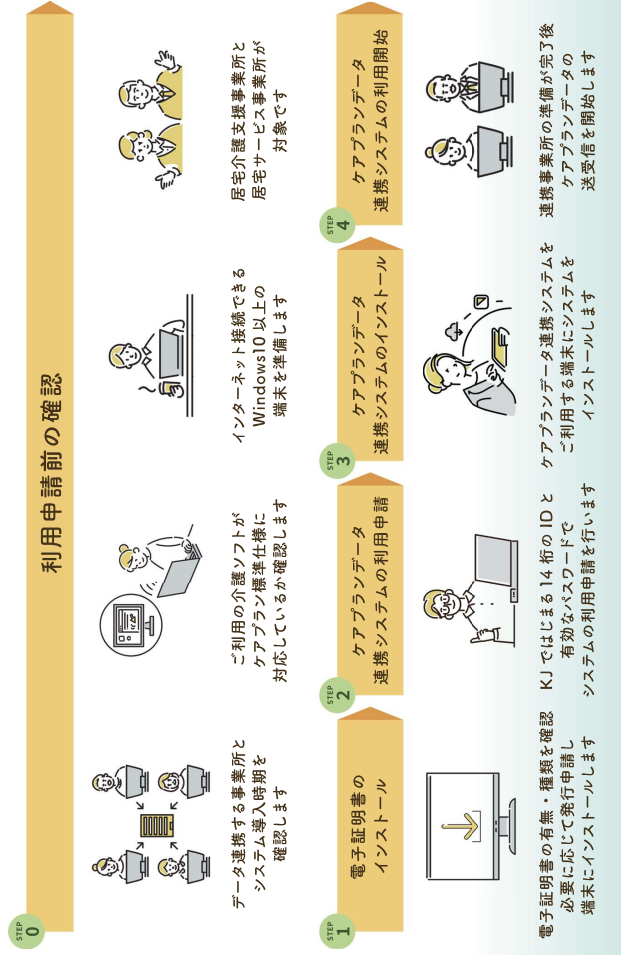 STEP
0
利用申請前の確認
データ連携する事業所と
システム導入時期を
確認します
ご利用の介護ソフトが
ケアプラン標準仕様に
対応しているか確認します
インターネット接続できる
Windows10以上の
端末を準備します
居宅介護支援事業所と
居宅サービス事業所が
対象です
STEP
1
電子証明書の
インストール
電子証明書の有無・種類を確認
必要に応じて発行申請し
端末にインストールします
STEP
2
ケアプランデータ
連携システムの利用申請
KJではじまる14桁のIDと
有効なパスワードで
システムの利用申請を行います
STEP
3
ケアプランデータ
連携システムのインストール
ケアプランデータ連携システムを
ご利用する端末にシステムを
インストールします
STEP
4
ケアプランデータ
連携システムの利用開始
連携事業所の準備が完了後
ケアプランデータの
送受信を開始します